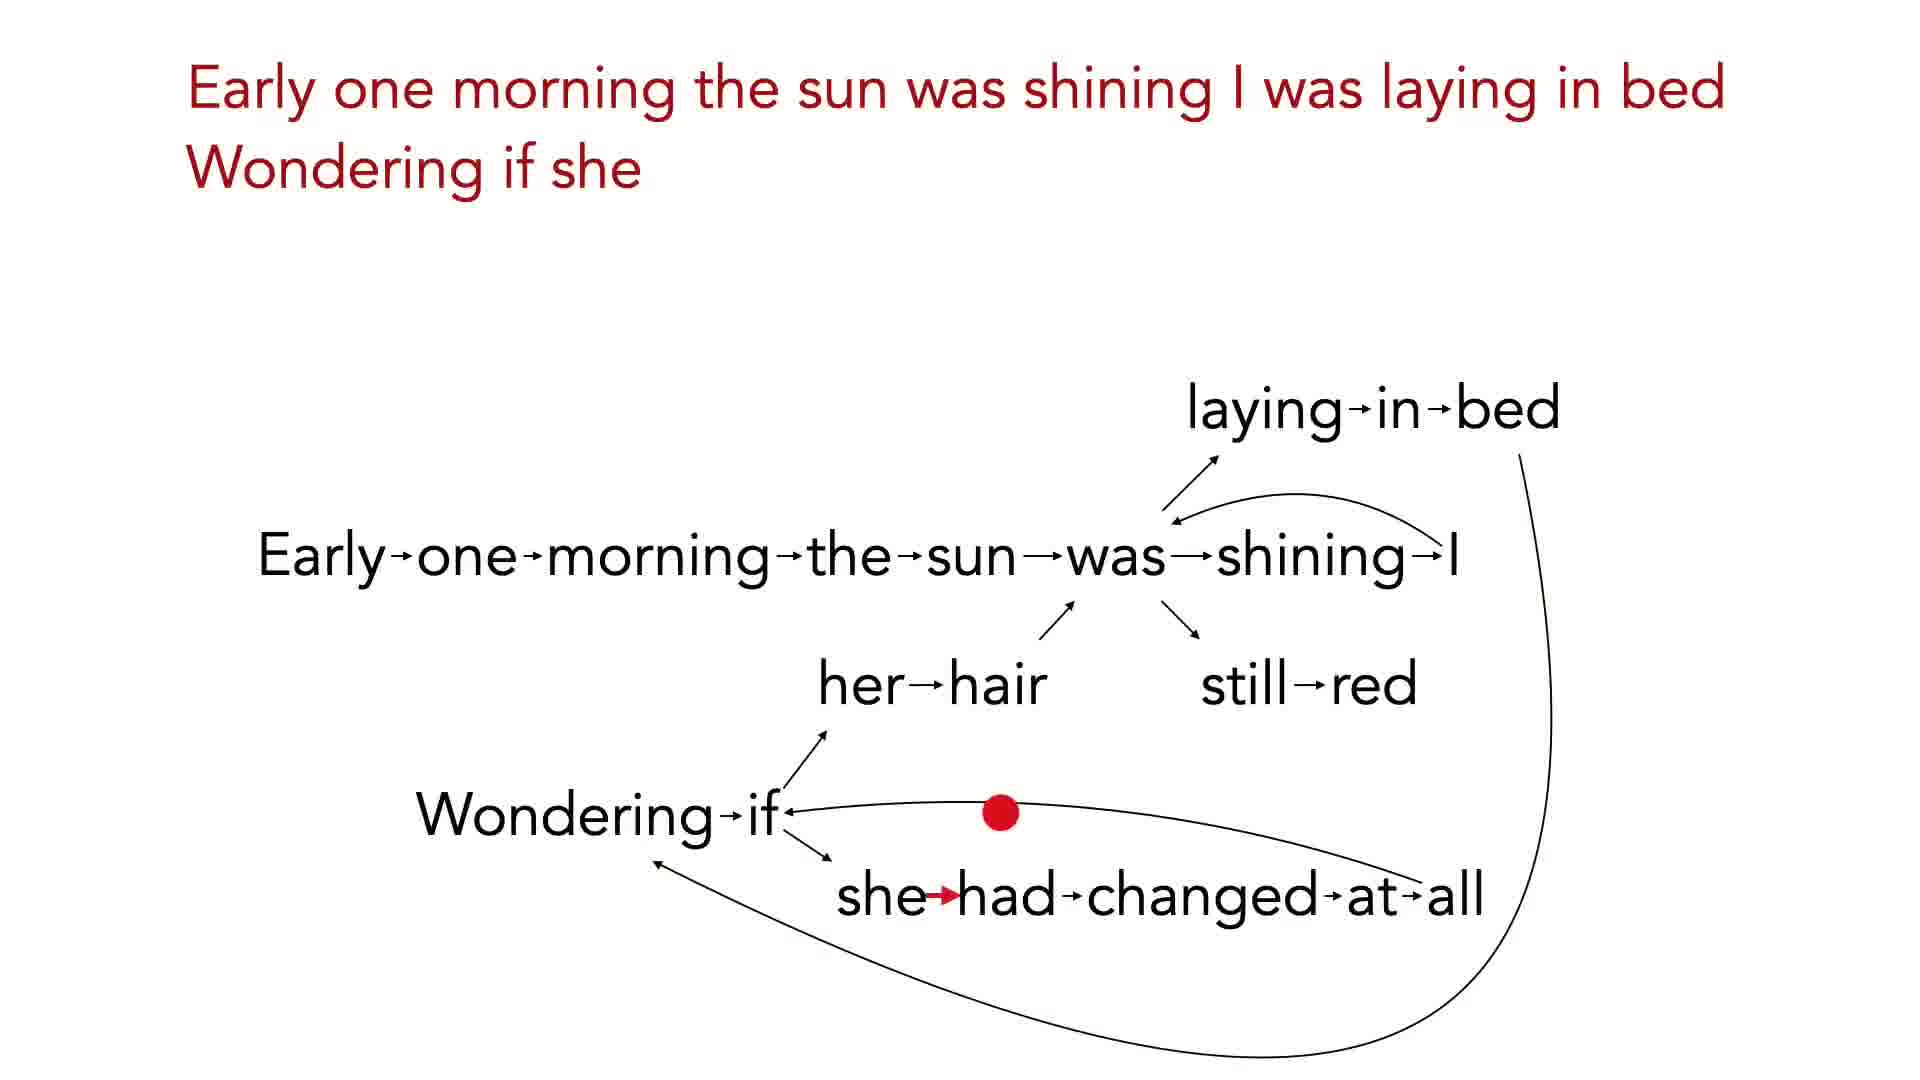 Early one morning the sun was shining I was laying in bed
Wondering if she
laying in bed
Early one morning the sun was shining I
her hair still red
Wondering if
she had changed at all